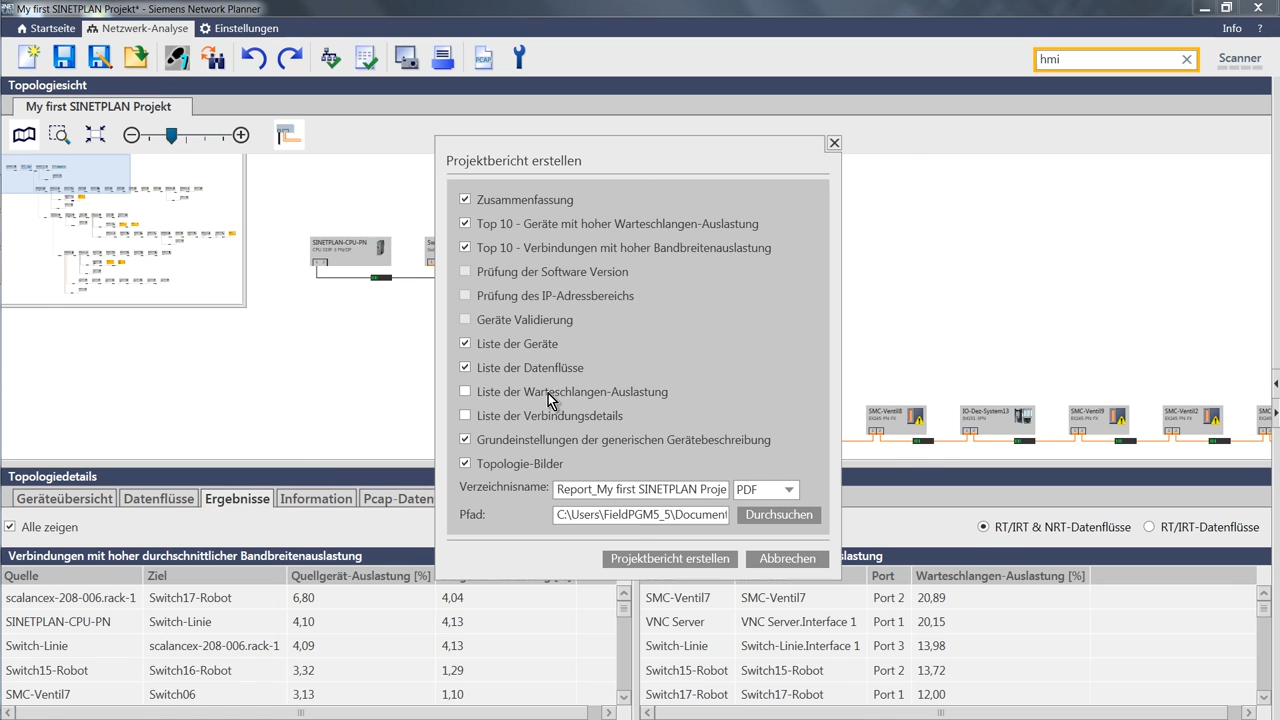 My first SINETPLAN Projekt* - Siemens Network Planner
Startseite Netzwerk-Analyse Einstellungen Info ?
PCAP hmi Scanner
Topologiesicht
My first SINETPLAN Projekt
Projektbericht erstellen
Zusammenfassung
Top 10 - Geräte mit hoher Warteschlangen-Auslastung
Top 10 - Verbindungen mit hoher Bandbreitenauslastung
Prüfung der Software Version
Prüfung des IP-Adressbereichs
Geräte Validierung
Liste der Geräte
Liste der Datenflüsse
Liste der Warteschlangen-Auslastung
Liste der Verbindungsdetails
Grundeinstellungen der generischen Gerätebeschreibung
Topologie-Bilder
Verzeichnisname: Report_My first SINETPLAN Proje PDF
Pfad: C:\Users\FieldPGM5_5\Document Durchsuchen
Projektbericht erstellen Abbrechen
SINETPLAN-CPU-PN
SMC-Ventil8 IO-Dez-System13 SMC-Ventil9 SMC-Ventil2 SMC
Topologiedetails
Geräteübersicht Datenflüsse Ergebnisse Information Pcap-Daten
Alle zeigen RT/IRT & NRT-Datenflüsse RT/IRT-Datenflüsse
Verbindungen mit hoher durchschnittlicher Bandbreitenauslastung
Quelle Ziel Quellgerät-Auslastung [%]
scalancex-208-006.rack-1 Switch17-Robot 6,80 4,04
SINETPLAN-CPU-PN Switch-Linie 4,10 4,13
Switch-Linie scalancex-208-006.rack-1 4,09 4,13
Switch15-Robot Switch16-Robot 3,32 1,29
SMC-Ventil7 Switch06 3,13 1,10
lastung
Port Warteschlangen-Auslastung [%]
SMC-Ventil7 SMC-Ventil7 Port 2 20,89
VNC Server VNC Server.Interface 1 Port 1 20,15
Switch-Linie Switch-Linie.Interface 1 Port 3 13,98
Switch15-Robot Switch15-Robot Port 2 13,72
Switch17-Robot Switch17-Robot Port 1 12,00